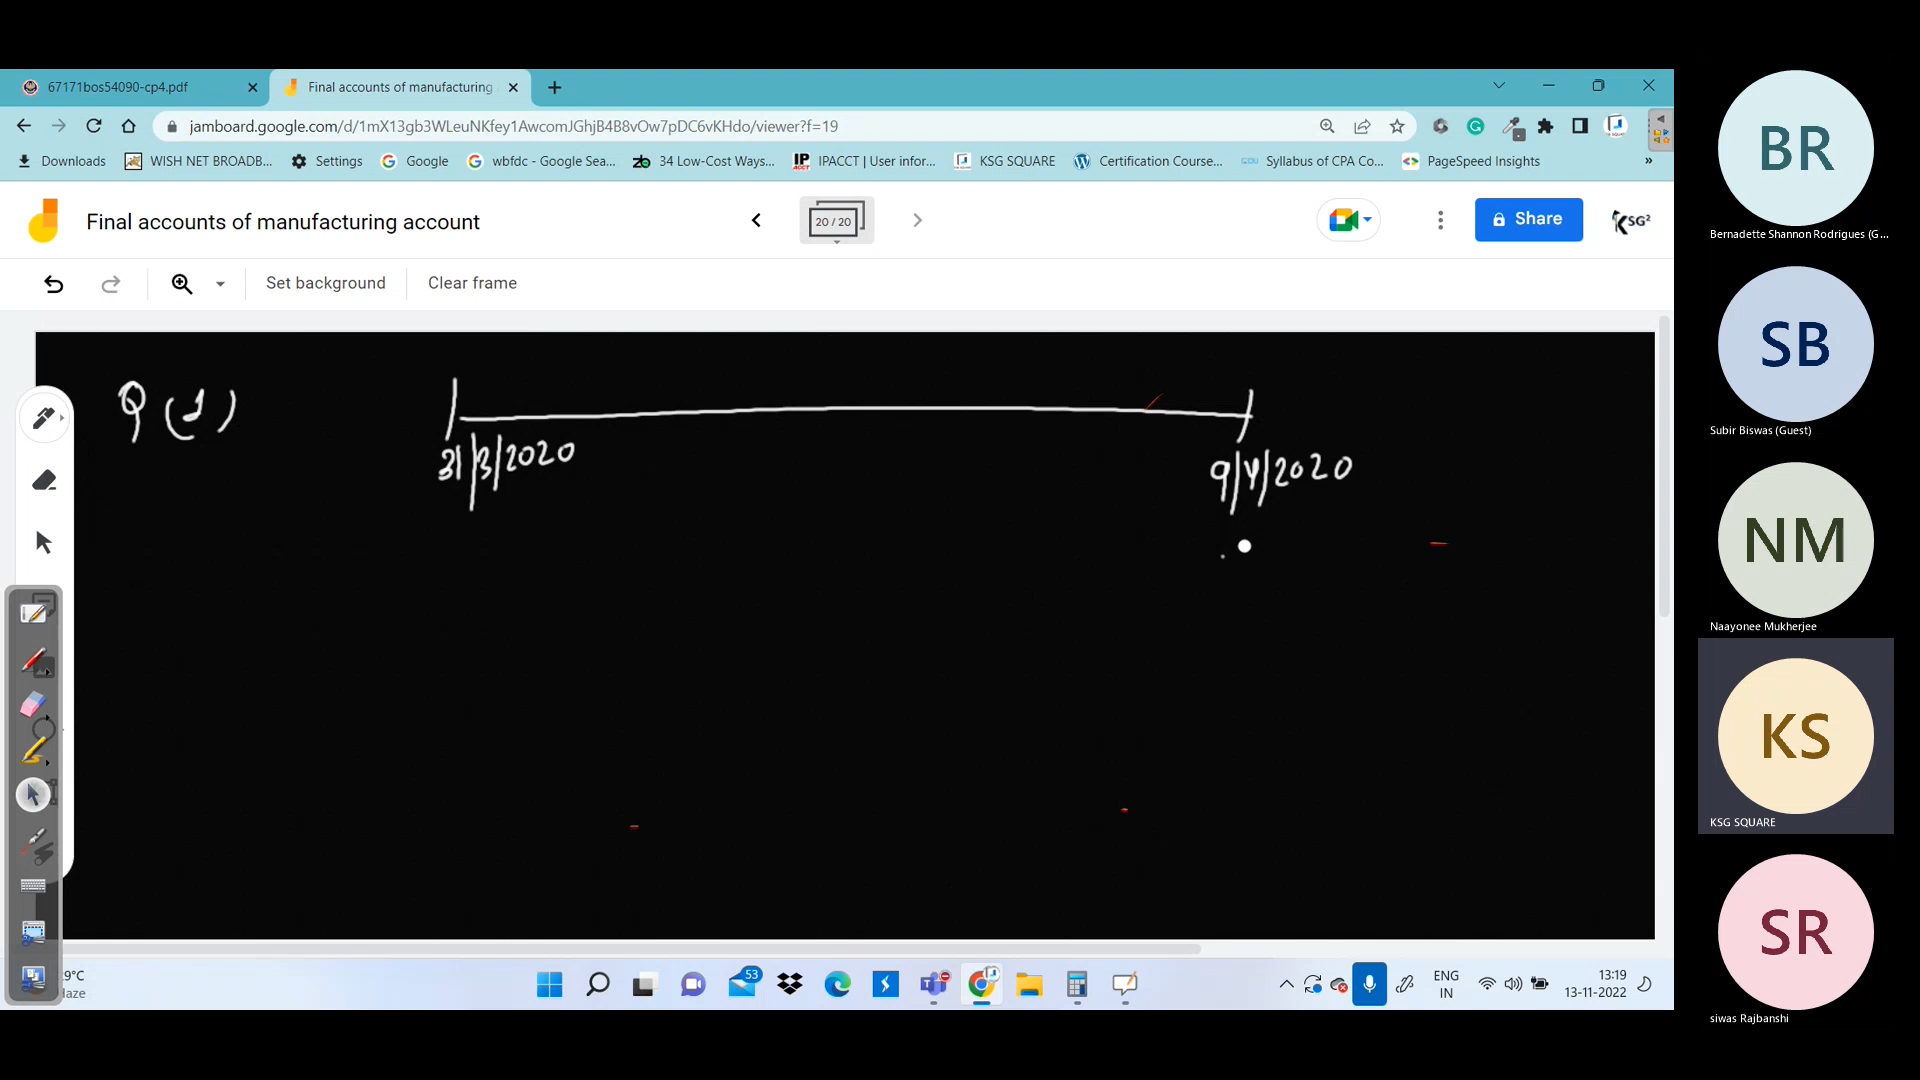 67171bos54090-cp4.pdf
Final accounts of manufacturing
jamboard.google.com/d/1mX13gb3WLeuNKfey1AwcomJGhjB4B8vOw7pDC6vKHdo/viewer?f=19
Downloads WISH NET BROADB... Settings Google wbfdc - Google Sea... 34 Low-Cost Ways... IPACCT | User infor... KSG SQUARE Certification Course... Syllabus of CPA Co... PageSpeed Insights »
Final accounts of manufacturing account
20 / 20
Share
KSG²
Set background
Clear frame
Q (1)
31/3/2020
9/4/2020
BR
Bernadette Shannon Rodrigues (G...
SB
Subir Biswas (Guest)
NM
Naayonee Mukherjee
KS
KSG SQUARE
SR
siwas Rajbanshi
9°C
53
ENG
IN
13:19
13-11-2022